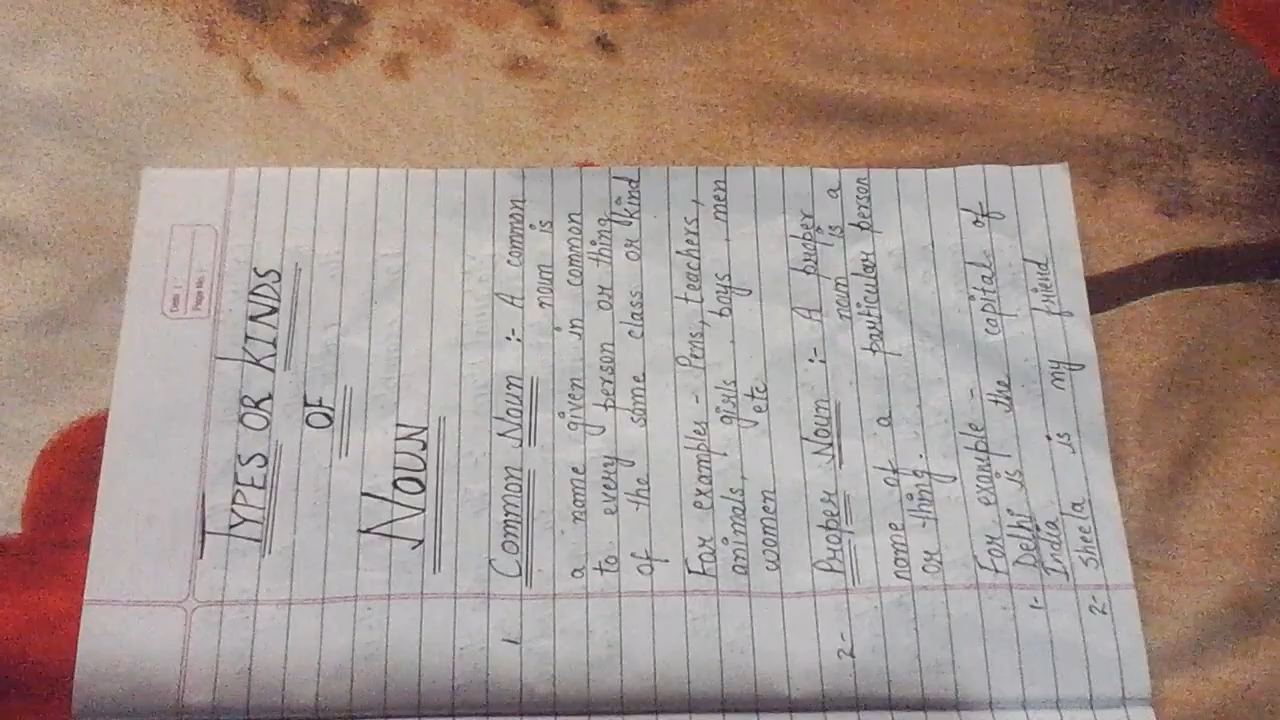 Date :
Page No. :
TYPES OR KINDS
OF
NOUN
1. Common Noun :- A common
noun is
a name given in common
to every person or thing
of the same class or kind
For examples - Pens, teachers,
animals, girls, boys, men
women etc.
2- Proper Noun :- A proper
noun is a
name of a particular person
or thing.
For example -
1- Delhi is the capital of
India
2- Sheela is my friend